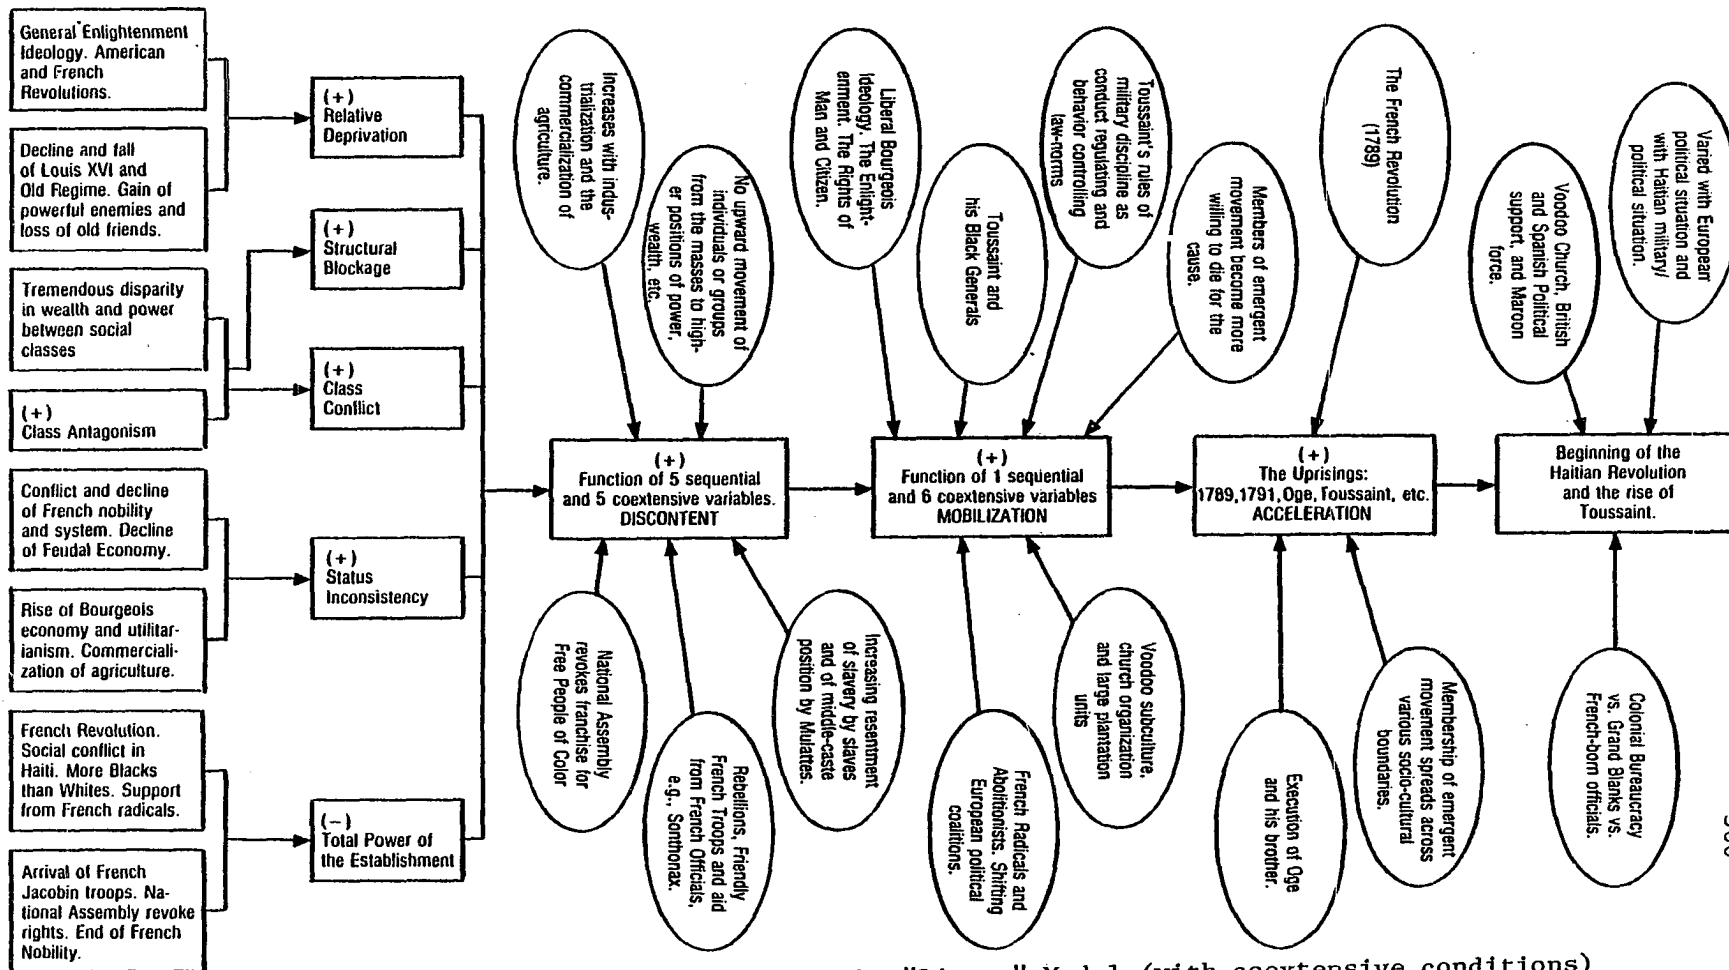 General Enlightenment
Ideology. American
and French
Revolutions.
Decline and fall
of Louis XVI and
Old Regime. Gain of
powerful enemies and
loss of old friends.
Tremendous disparity
in wealth and power
between social
classes
(+)
Class Antagonism
Conflict and decline
of French nobility
and system. Decline
of Feudal Economy.
Rise of Bourgeois
economy and utilitar-
ianism. Commerciali-
zation of agriculture.
French Revolution.
Social conflict in
Haiti. More Blacks
than Whites. Support
from French radicals.
Arrival of French
Jacobin troops. Na-
tional Assembly revoke
rights. End of French
Nobility.
(+)
Relative
Deprivation
(+)
Structural
Blockage
(+)
Class
Conflict
(+)
Status
Inconsistency
(-)
Total Power of
the Establishment
Increases with indus-
trialization and the
commercialization of
agriculture.
No upward movement of
individuals or groups
from the masses to high-
er positions of power,
wealth, etc.
(+)
Function of 5 sequential
and 5 coextensive variables.
DISCONTENT
National Assembly
revokes franchise for
Free People of Color
Rebellions, Friendly
French Troops and aid
from French Officials,
e.g., Sonthonax.
Increasing resentment
of slavery by slaves
and of middle-caste
position by Mulattes.
Liberal Bourgeois
Ideology. The Enlight-
enment. The Rights of
Man and Citizen.
Toussaint and
his Black Generals
Toussaint's rules of
military discipline as
conduct regulating and
behavior controlling
law-norms
Members of emergent
movement become more
willing to die for the
cause.
(+)
Function of 1 sequential
and 6 coextensive variables
MOBILIZATION
French Radicals and
Abolitionists. Shifting
European political
coalitions.
Voodoo subculture.
church organization
and large plantation
units
The French Revolution
(1789)
(+)
The Uprisings:
1789,1791,Oge,Toussaint, etc.
ACCELERATION
Execution of Oge
and his brother.
Membership of emergent
movement spreads across
various socio-cultural
boundaries.
Voodoo Church, British
and Spanish Political
support, and Maroon
force.
Varied with European
political situation and
with Haitian military/
political situation.
Beginning of the
Haitian Revolution
and the rise of
Toussaint.
Colonial Bureaucracy
vs. Grand Blanks vs.
French-born officials.
Model (with coextensive conditions)